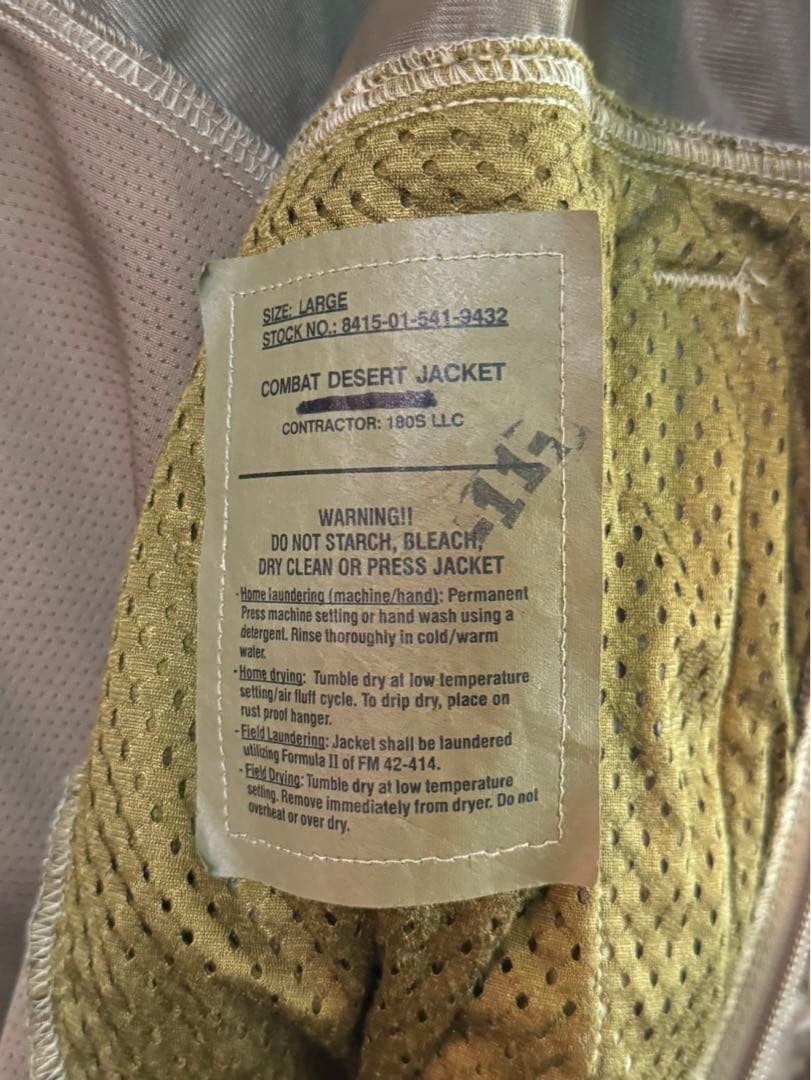 SIZE: LARGE
STOCK NO.: 8415-01-541-9432
COMBAT DESERT JACKET
CONTRACTOR: 180S LLC
WARNING!!
DO NOT STARCH, BLEACH,
DRY CLEAN OR PRESS JACKET
-Home laundering (machine/hand): Permanent
Press machine setting or hand wash using a
detergent. Rinse thoroughly in cold/warm
water.
-Home drying: Tumble dry at low temperature
setting/air fluff cycle. To drip dry, place on
rust proof hanger.
- Field Laundering: Jacket shall be laundered
utilizing Formula II of FM 42-414.
- Field Drying: Tumble dry at low temperature
setting. Remove immediately from dryer. Do not
overheat or over dry.